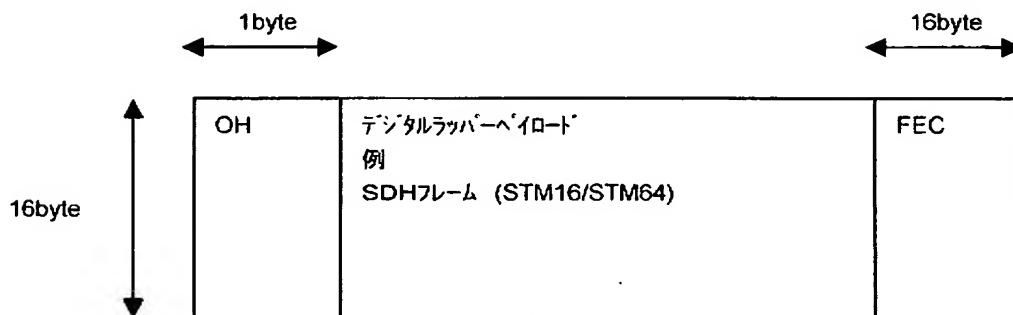 1byte
16byte
16byte
OH
デジタルラッパーペイロード
例
SDHフレーム (STM16/STM64)
FEC